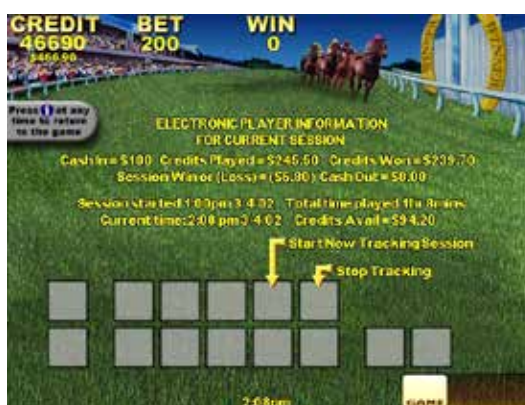 CREDIT BET WIN
46690 200 0
$466.90
Press i at any
time to return
to the game
ELECTRONIC PLAYER INFORMATION
FOR CURRENT SESSION
Cash In = $100 Credits Played = $245.50 Credits Won = $239.70
Session Win or (Loss) = ($5.80) Cash Out = $0.00
Session started 1:00pm 3-4-02 Total time played 1hr 8mins
Current time: 2:08 pm 3-4-02 Credits Avail = $94.20
Start New Tracking Session
Stop Tracking
2:08pm
GAME